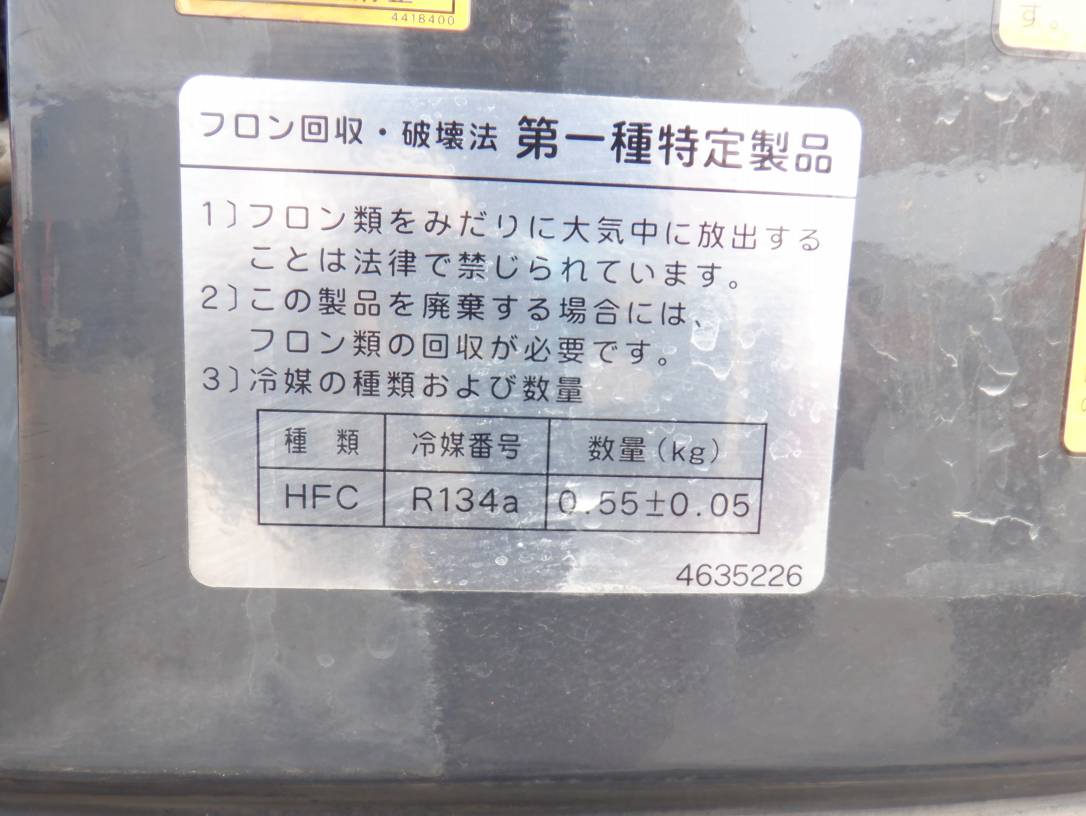 4418400
す。
フロン回収・破壊法 第一種特定製品
1)フロン類をみだりに大気中に放出する
ことは法律で禁じられています。
2)この製品を廃棄する場合には、
フロン類の回収が必要です。
3)冷媒の種類および数量
種 類 冷媒番号 数量(kg)
HFC R134a 0.55±0.05
4635226